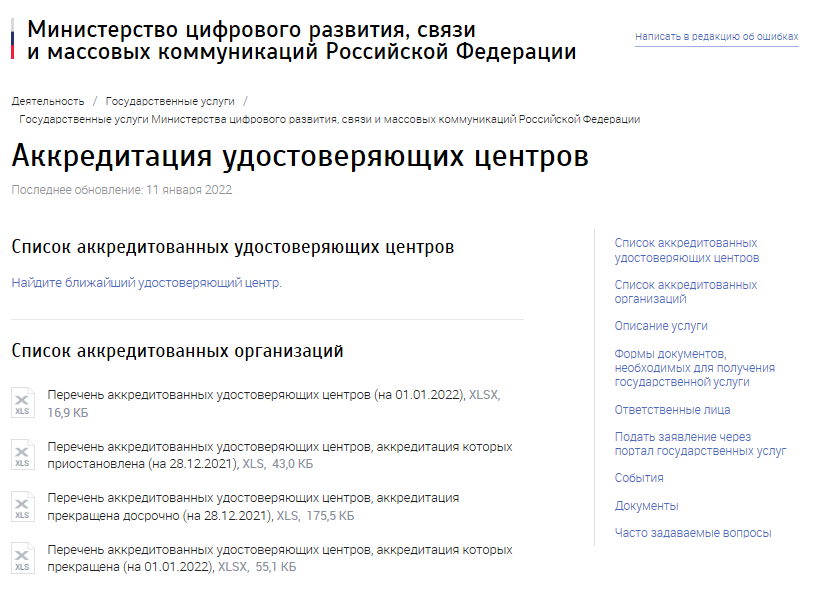 Министерство цифрового развития, связи
и массовых коммуникаций Российской Федерации
Написать в редакцию об ошибках
Деятельность / Государственные услуги /
Государственные услуги Министерства цифрового развития, связи и массовых коммуникаций Российской Федерации
Аккредитация удостоверяющих центров
Последнее обновление: 11 января 2022
Список аккредитованных удостоверяющих центров
Найдите ближайший удостоверяющий центр.
Список аккредитованных организаций
XLS
Перечень аккредитованных удостоверяющих центров (на 01.01.2022), XLSX,
16,9 КБ
XLS
Перечень аккредитованных удостоверяющих центров, аккредитация которых
приостановлена (на 28.12.2021), XLS, 43,0 КБ
XLS
Перечень аккредитованных удостоверяющих центров, аккредитация
прекращена досрочно (на 28.12.2021), XLS, 175,5 КБ
XLS
Перечень аккредитованных удостоверяющих центров, аккредитация которых
прекращена (на 01.01.2022), XLSX, 55,1 КБ
Список аккредитованных
удостоверяющих центров
Список аккредитованных
организаций
Описание услуги
Формы документов,
необходимых для получения
государственной услуги
Ответственные лица
Подать заявление через
портал государственных услуг
События
Документы
Часто задаваемые вопросы